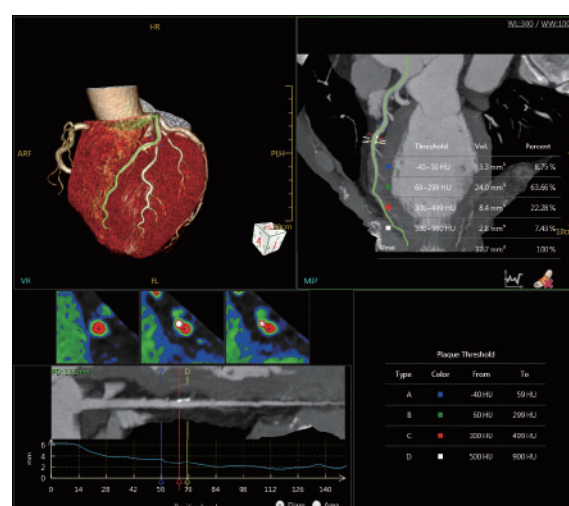 HR
WL:300 / WW:100
ARF
PLH
VR
FL
Threshold Vol. Percent
-40~59 HU 3.3 mm³ 8.75 %
60~299 HU 24.0 mm³ 63.66 %
300~499 HU 8.4 mm³ 22.28 %
500~900 HU 2.8 mm³ 7.43 %
Total 37.7 mm³ 100 %
10cm
MIP
P D
mm
6
4
2
0 14 28 42 56 70 84 98 112 126 140
Diam Area
Plaque Threshold
Type Color From To
A -40 HU 59 HU
B 60 HU 299 HU
C 300 HU 499 HU
D 500 HU 900 HU